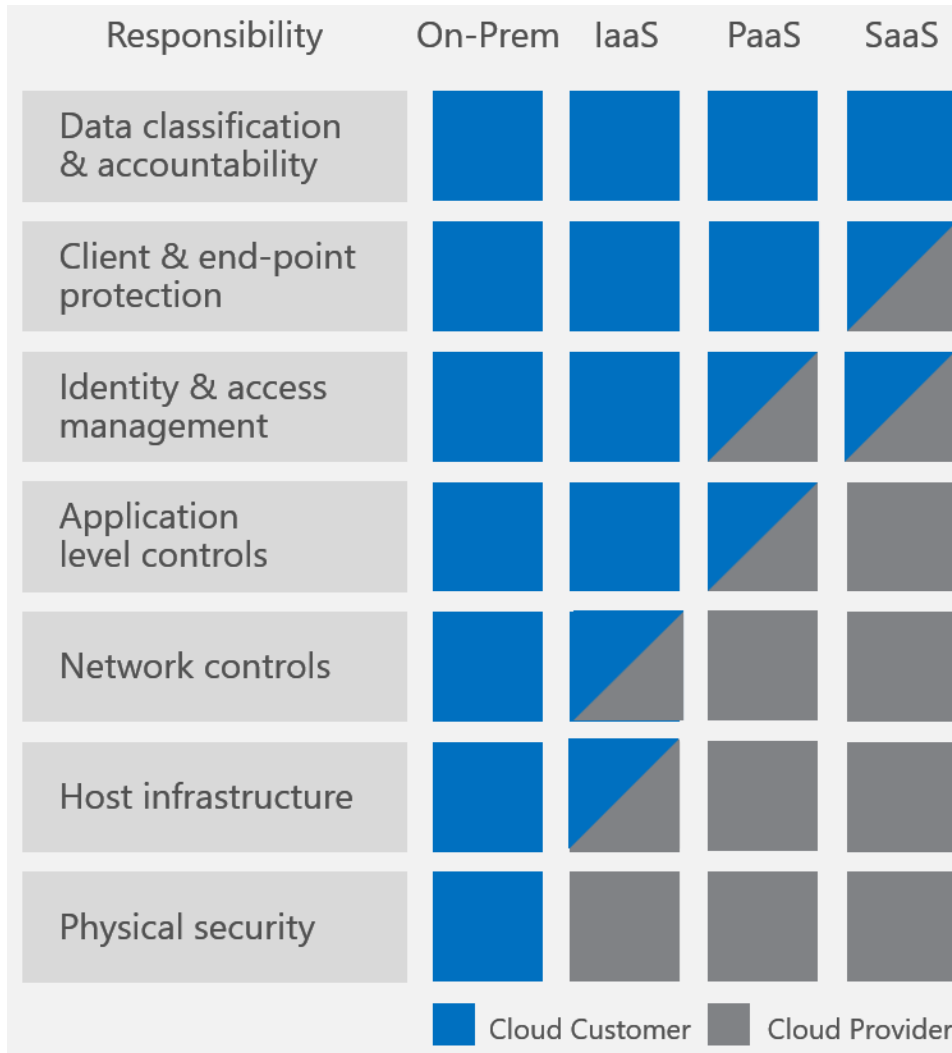 Responsibility On-Prem IaaS PaaS SaaS
Data classification
& accountability
Client & end-point
protection
Identity & access
management
Application
level controls
Network controls
Host infrastructure
Physical security
Cloud Customer Cloud Provider